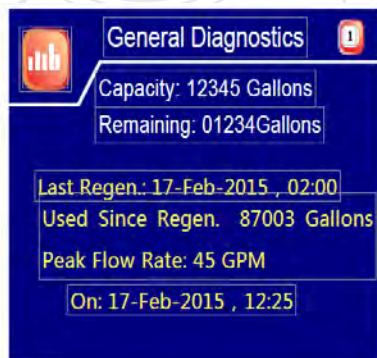 General Diagnostics
1
Capacity: 12345 Gallons
Remaining: 01234Gallons
Last Regen.: 17-Feb-2015 , 02:00
Used Since Regen. 87003 Gallons
Peak Flow Rate: 45 GPM
On: 17-Feb-2015 , 12:25